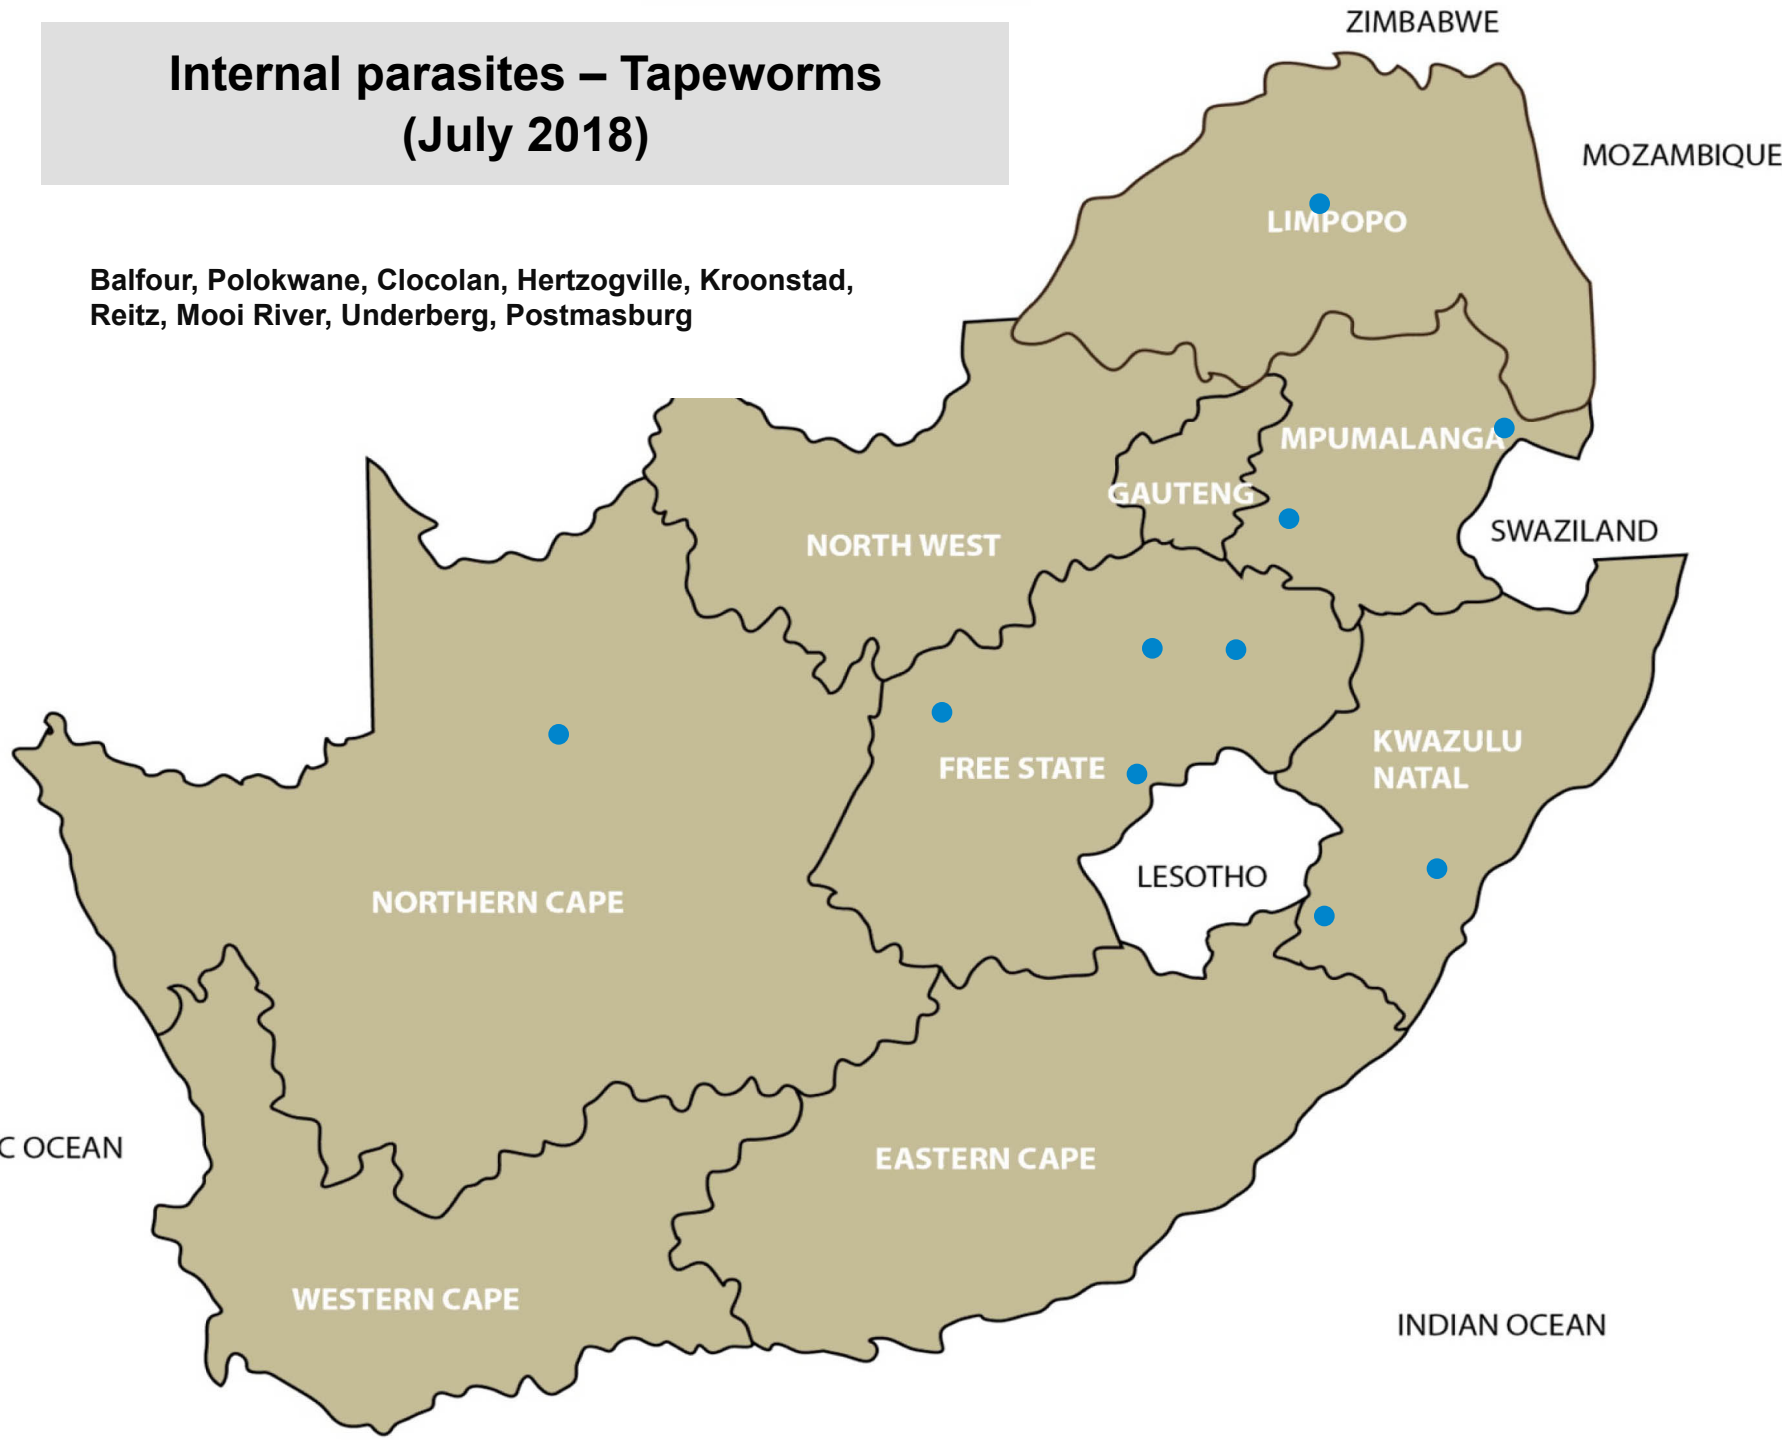 Internal parasites – Tapeworms
(July 2018)
Balfour, Polokwane, Clocolan, Hertzogville, Kroonstad,
Reitz, Mooi River, Underberg, Postmasburg
ZIMBABWE
MOZAMBIQUE
LIMPOPO
MPUMALANGA
GAUTENG
SWAZILAND
NORTH WEST
KWAZULU
NATAL
FREE STATE
LESOTHO
NORTHERN CAPE
C OCEAN
EASTERN CAPE
WESTERN CAPE
INDIAN OCEAN